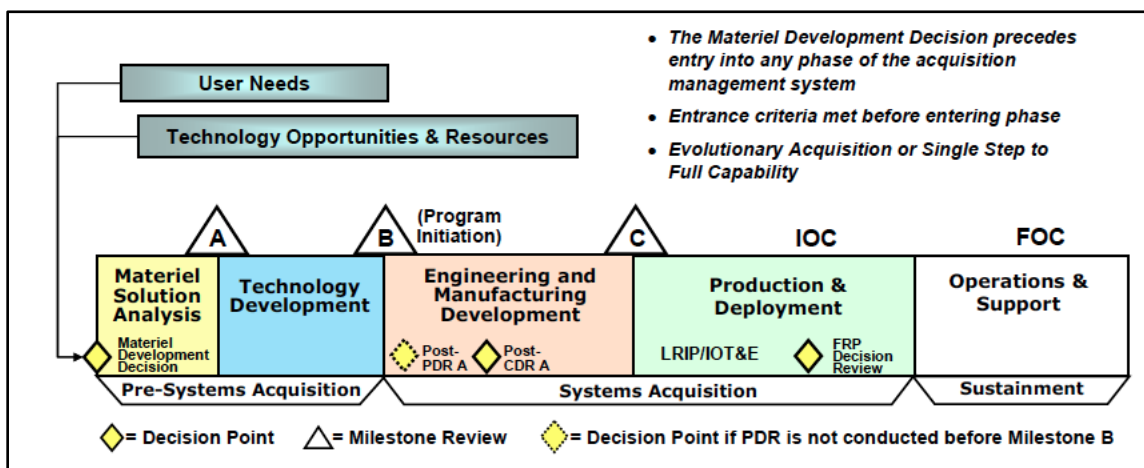 User Needs
Technology Opportunities & Resources
• The Materiel Development Decision precedes
entry into any phase of the acquisition
management system
• Entrance criteria met before entering phase
• Evolutionary Acquisition or Single Step to
Full Capability
A
B
(Program
Initiation)
C
IOC
FOC
Materiel
Solution
Analysis
Technology
Development
Engineering and
Manufacturing
Development
Production &
Deployment
Operations &
Support
Materiel
Development
Decision
Post-
PDR A
Post-
CDR A
LRIP/IOT&E
FRP
Decision
Review
Pre-Systems Acquisition
Systems Acquisition
Sustainment
= Decision Point
= Milestone Review
= Decision Point if PDR is not conducted before Milestone B